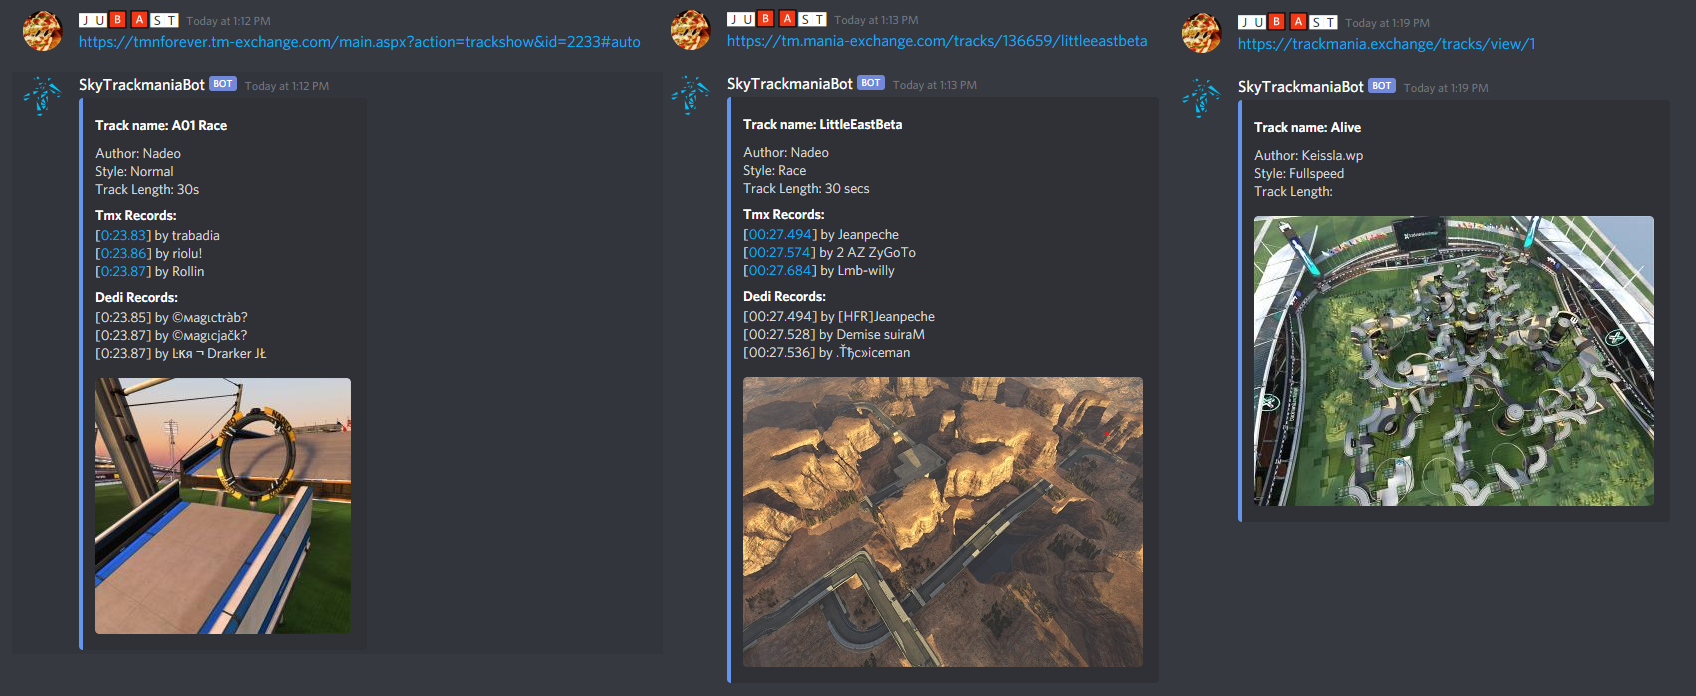 J U B A S T Today at 1:12 PM
https://tmnforever.tm-exchange.com/main.aspx?action=trackshow&id=2233#auto
SkyTrackmaniaBot BOT Today at 1:12 PM
Track name: A01 Race
Author: Nadeo
Style: Normal
Track Length: 30s
Tmx Records:
[0:23.83] by trabadia
[0:23.86] by riolu!
[0:23.87] by Rollin
Dedi Records:
[0:23.85] by ©мagιcтràb?
[0:23.87] by ©мagιcjačk?
[0:23.87] by Ŀкя ¬ Drarker JŁ
J U B A S T Today at 1:13 PM
https://tm.mania-exchange.com/tracks/136659/littleeastbeta
SkyTrackmaniaBot BOT Today at 1:13 PM
Track name: LittleEastBeta
Author: Nadeo
Style: Race
Track Length: 30 secs
Tmx Records:
[00:27.494] by Jeanpeche
[00:27.574] by 2 AZ ZyGoTo
[00:27.684] by Lmb-willy
Dedi Records:
[00:27.494] by [HFR]Jeanpeche
[00:27.528] by Demise suiraM
[00:27.536] by .Ťђc»iceman
J U B A S T Today at 1:19 PM
https://trackmania.exchange/tracks/view/1
SkyTrackmaniaBot BOT Today at 1:19 PM
Track name: Alive
Author: Keissla.wp
Style: Fullspeed
Track Length: